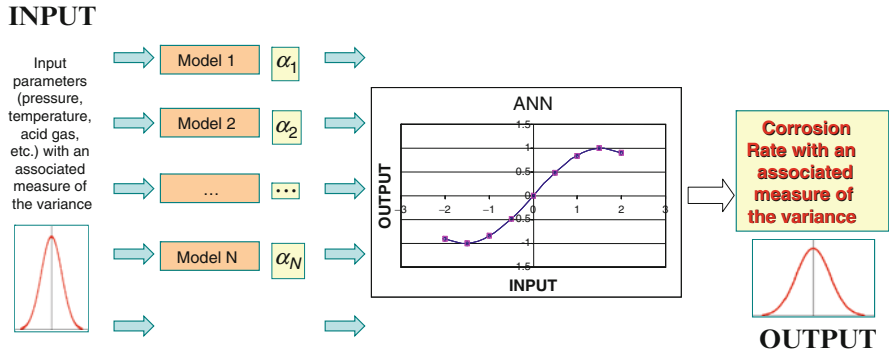 INPUT
Input
parameters
(pressure,
temperature,
acid gas,
etc.) with an
associated
measure of
the variance
Model 1
α1
Model 2
α2
...
...
Model N
αN
ANN
OUTPUT
1.5
1
0.5
0
−3
−2
−1
0
1
2
3
-0.5
-1
1.5
INPUT
Corrosion
Rate with an
associated
measure of
the variance
OUTPUT